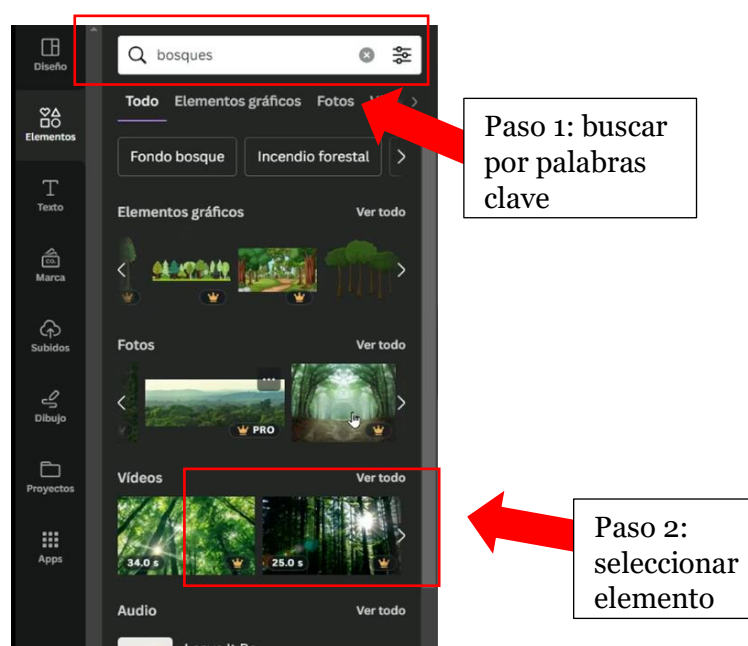 Diseño
Elementos
Texto
Marca
CO.
Subidos
Dibujo
Proyectos
Apps
bosques
Todo Elementos gráficos Fotos
Fondo bosque Incendio forestal
Elementos gráficos Ver todo
Fotos Ver todo
PRO
Vídeos Ver todo
34.0 s 25.0 s
Audio Ver todo
Paso 1: buscar
por palabras
clave
Paso 2:
seleccionar
elemento